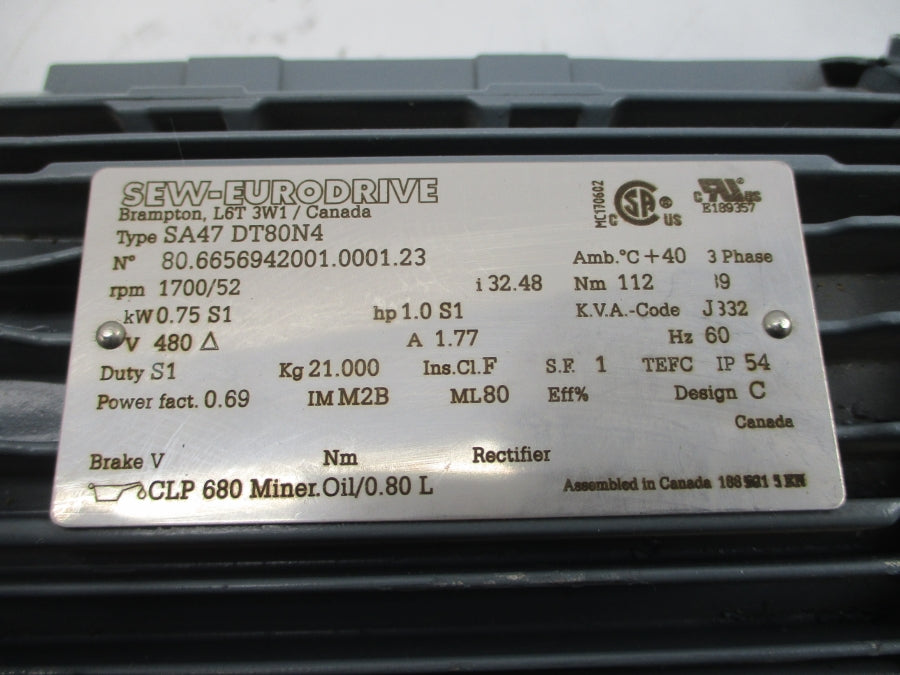 SEW-EURODRIVE
Brampton, L6T 3W1 / Canada
MC170602
C US
C US
E189357
Type SA47 DT80N4
N° 80.6656942001.0001.23
Amb.°C +40 3 Phase
rpm 1700/52 i 32.48 Nm 112
kW 0.75 S1 hp 1.0 S1 K.V.A.-Code J
V 480 Δ A 1.77 Hz 60
Duty S1 Kg 21.000 Ins.Cl.F S.F. 1 TEFC IP 54
Power fact. 0.69 IM M2B ML80 Eff% Design C
Canada
Brake V Nm Rectifier
CLP 680 Miner.Oil/0.80 L
Assembled in Canada